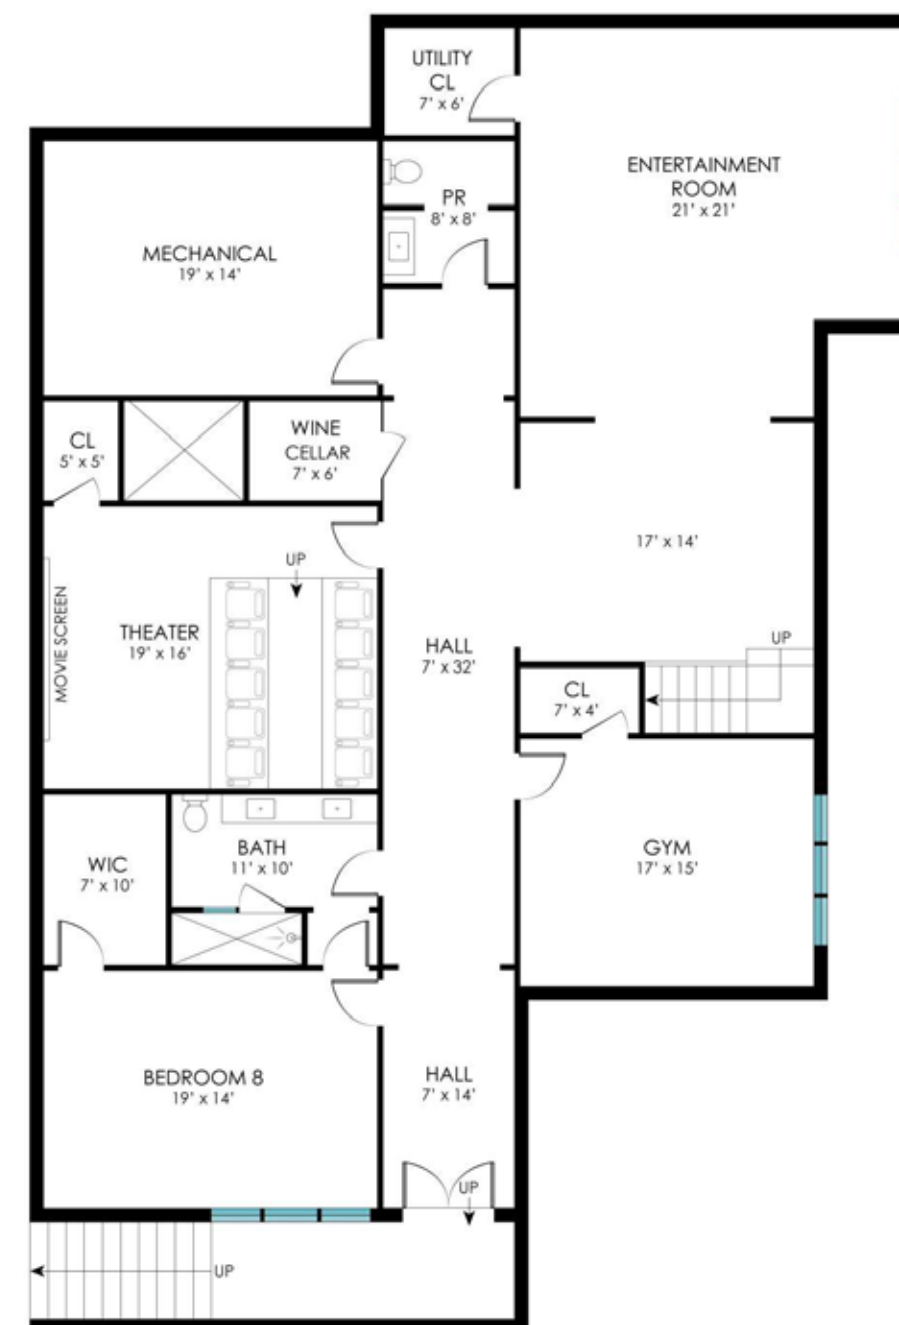 UTILITY
CL
7' x 6'
ENTERTAINMENT
ROOM
21' x 21'
PR
8' x 8'
MECHANICAL
19' x 14'
CL
5' x 5'
WINE
CELLAR
7' x 6'
17' x 14'
UP
MOVIE SCREEN
THEATER
19' x 16'
HALL
7' x 32'
UP
CL
7' x 4'
GYM
17' x 15'
WIC
7' x 10'
BATH
11' x 10'
BEDROOM 8
19' x 14'
HALL
7' x 14'
UP
UP